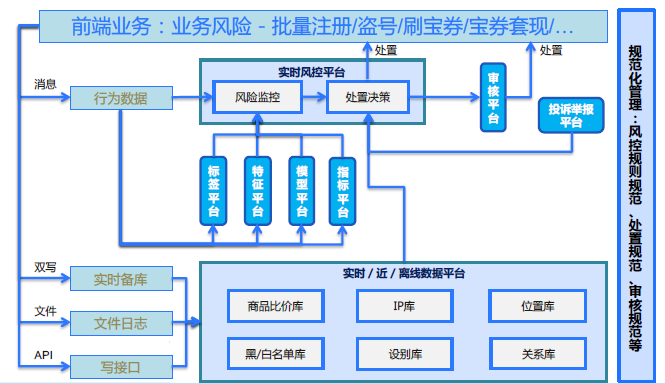 前端业务：业务风险 - 批量注册/盗号/刷宝券/宝券套现/…
处置
处置
消息
行为数据
实时风控平台
风险监控
处置决策
审核平台
投诉举报
平台
标签平台
特征平台
模型平台
指标平台
双写
实时备库
文件
文件日志
API
写接口
实时 / 近 / 离线数据平台
商品比价库
IP库
位置库
黑/白名单库
设别库
关系库
规范化管理：风控规则规范、处置规范、审核规范等